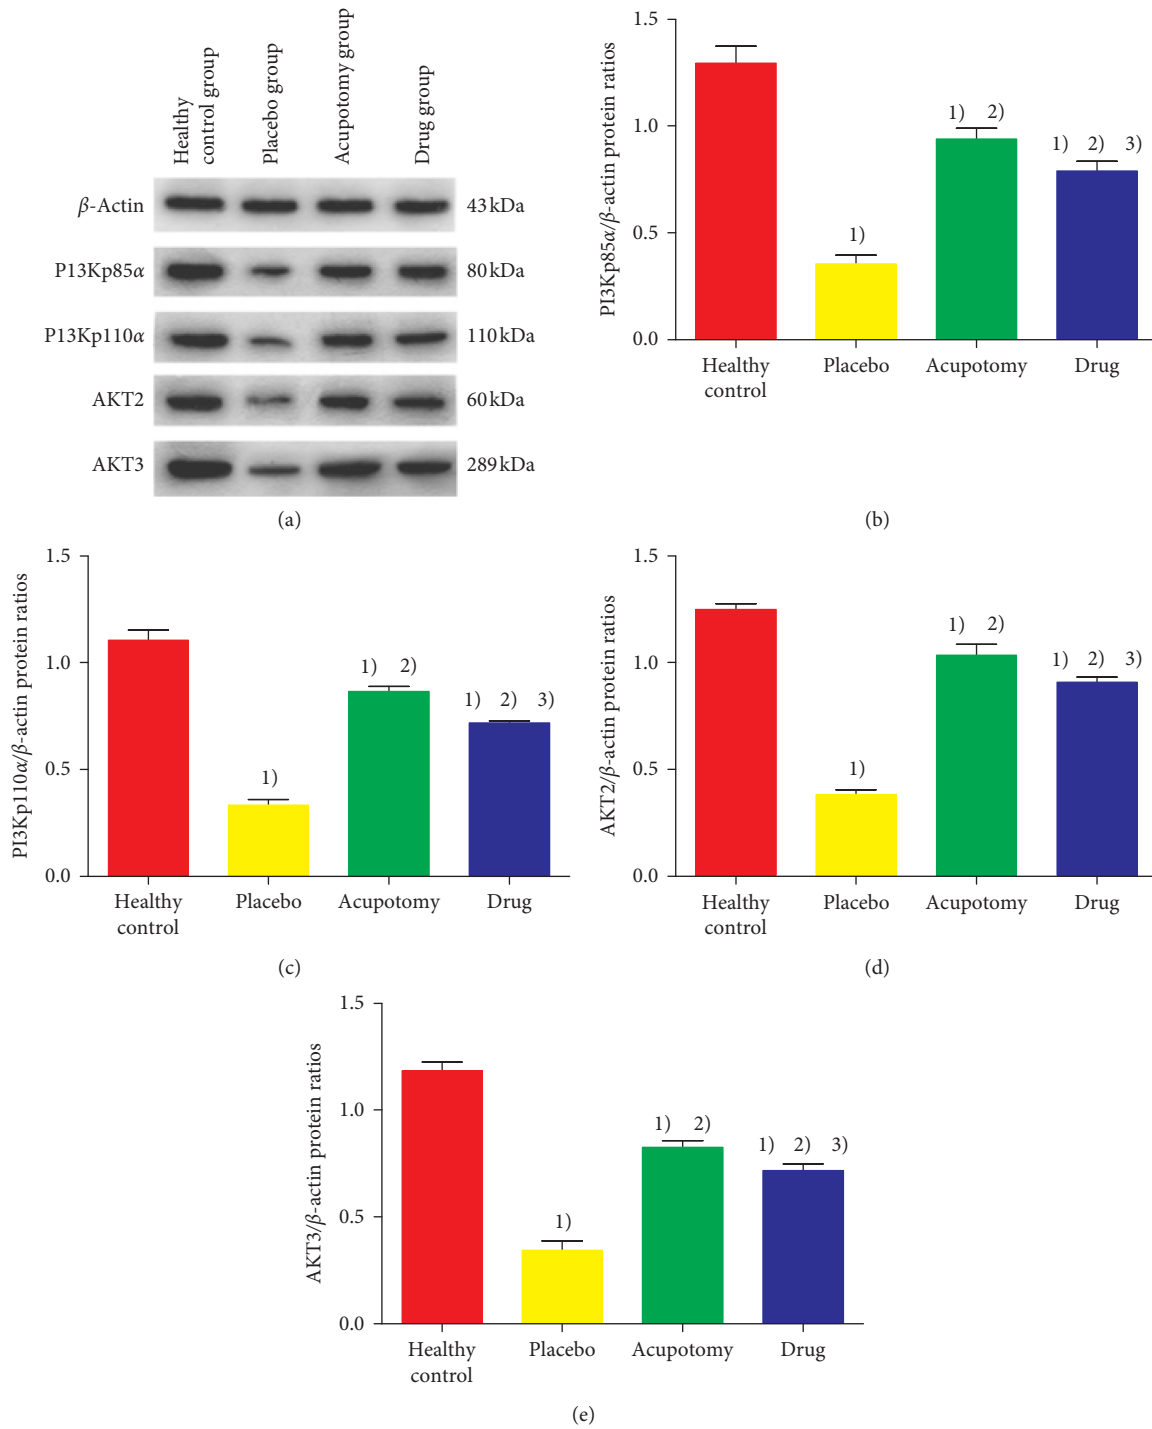 Healthy
control group
Placebo group
Acupotomy group
Drug group
β-Actin
43 kDa
P13Kp85α
80 kDa
P13Kp110α
110 kDa
AKT2
60 kDa
AKT3
289 kDa
(a)
PI3Kp85α/β-actin protein ratios
1.5
1.0
0.5
0.0
1)
1) 2)
1) 2) 3)
Healthy
control
Placebo
Acupotomy
Drug
(b)
PI3Kp110α/β-actin protein ratios
1.5
1.0
0.5
0.0
1)
1) 2)
1) 2) 3)
Healthy
control
Placebo
Acupotomy
Drug
(c)
AKT2/β-actin protein ratios
1.5
1.0
0.5
0.0
1)
1) 2)
1) 2) 3)
Healthy
control
Placebo
Acupotomy
Drug
(d)
AKT3/β-actin protein ratios
1.5
1.0
0.5
0.0
1)
1) 2)
1) 2) 3)
Healthy
control
Placebo
Acupotomy
Drug
(e)